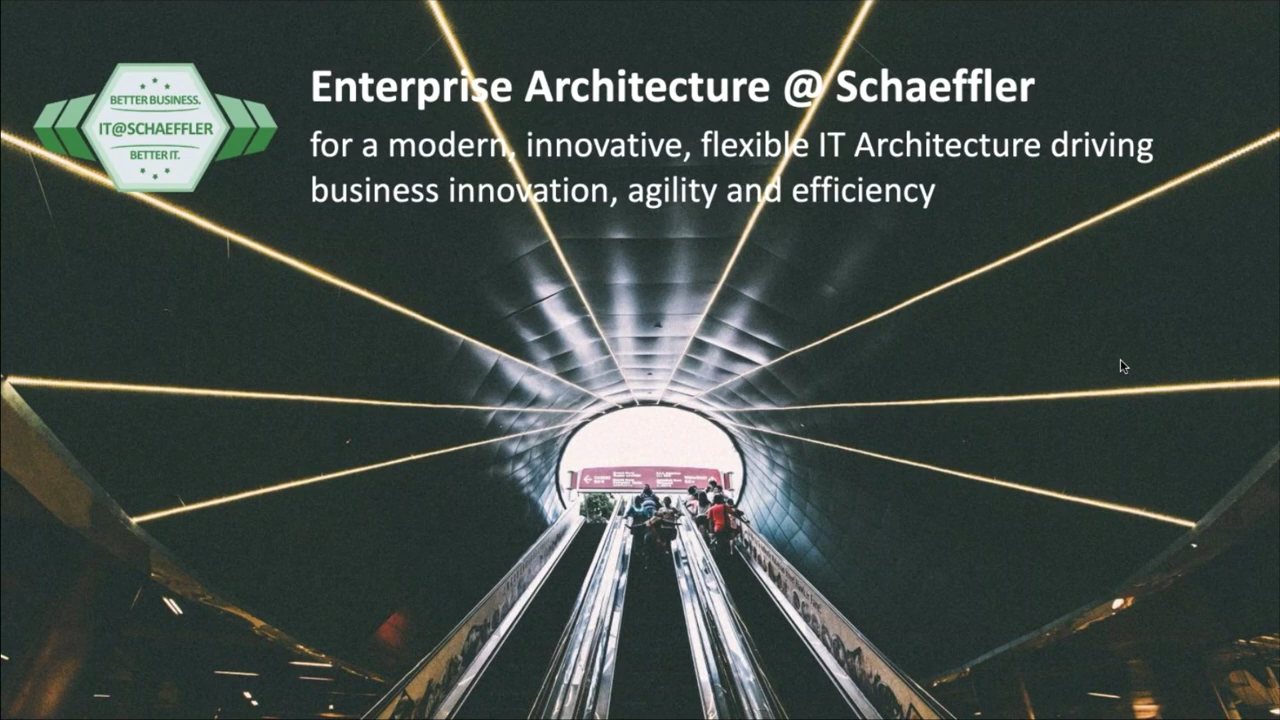 BETTER BUSINESS.
IT@SCHAEFFLER
BETTER IT.
Enterprise Architecture @ Schaeffler
for a modern, innovative, flexible IT Architecture driving
business innovation, agility and efficiency